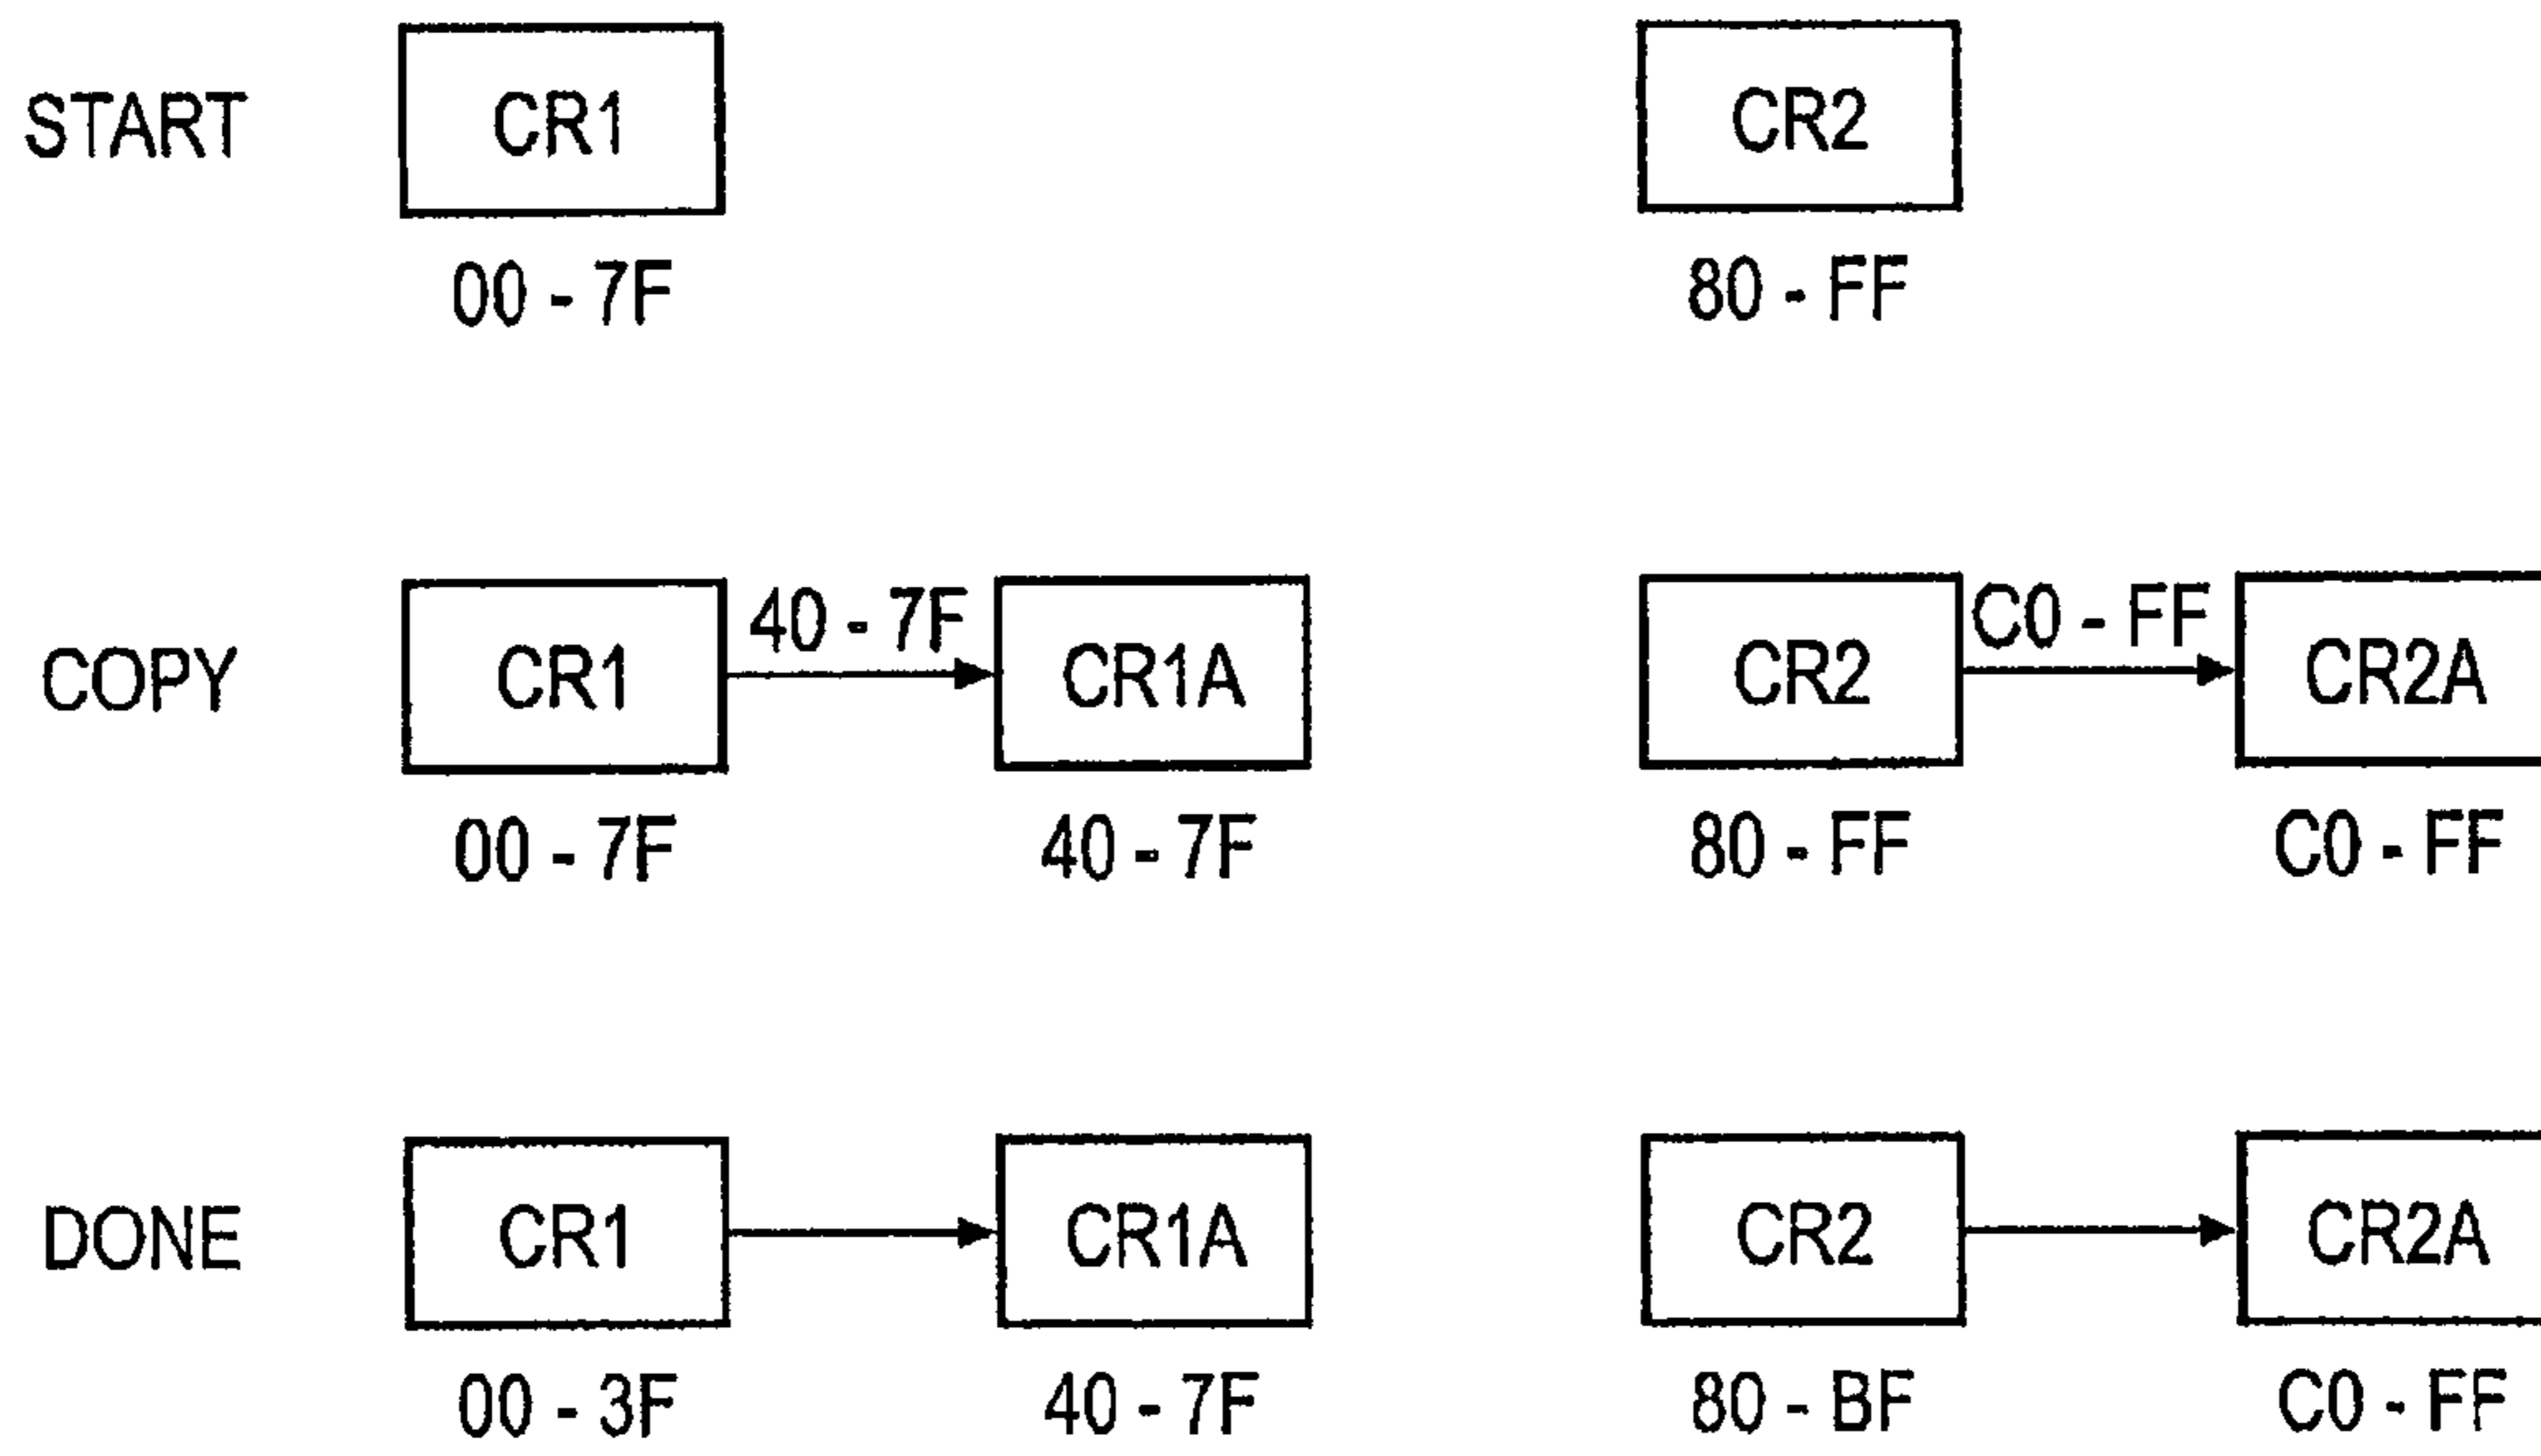 START CR1 CR2
00 - 7F 80 - FF
40 - 7F C0 - FF
COPY CR1 CR1A CR2 CR2A
00 - 7F 40 - 7F 80 - FF C0 - FF
DONE CR1 CR1A CR2 CR2A
00 - 3F 40 - 7F 80 - BF C0 - FF